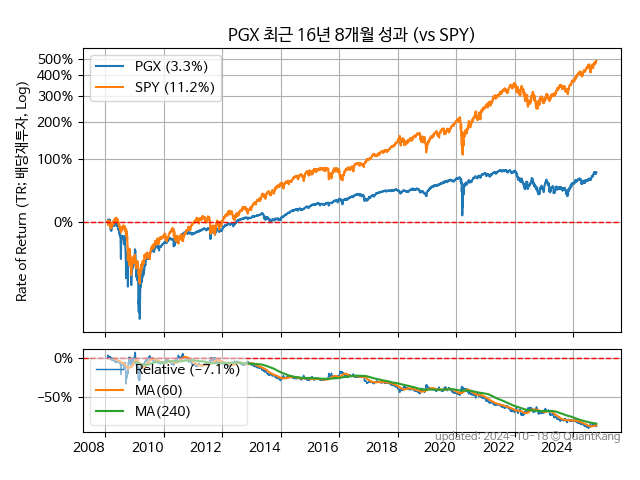 PGX 최근 16년 8개월 성과 (vs SPY)
Rate of Return (TR: 배당재투자, Log)
500%
400%
300%
200%
100%
0%
PGX (3.3%)
SPY (11.2%)
0%
−50%
Relative (−7.1%)
MA(60)
MA(240)
2008 2010 2012 2014 2016 2018 2020 2022 2024
updated: 2024-10-18 © QuantKang